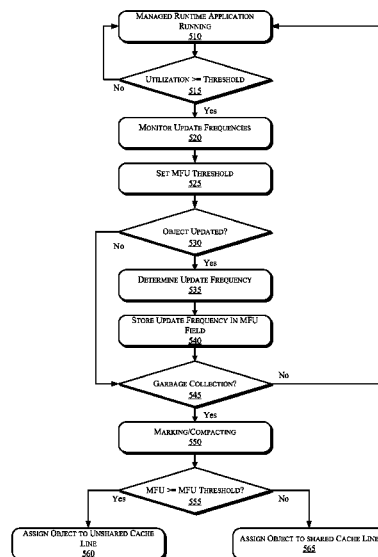 MANAGED RUNTIME APPLICATION
RUNNING
510
UTILIZATION >= THRESHOLD
515
No
Yes
MONITOR UPDATE FREQUENCIES
520
SET MFU THRESHOLD
525
OBJECT UPDATED?
530
No
Yes
DETERMINE UPDATE FREQUENCY
535
STORE UPDATE FREQUENCY IN MFU
FIELD
540
GARBAGE COLLECTION?
545
No
Yes
MARKING/COMPACTING
550
MFU >= MFU THRESHOLD?
555
Yes
No
ASSIGN OBJECT TO UNSHARED CACHE
LINE
560
ASSIGN OBJECT TO SHARED CACHE LINE
565